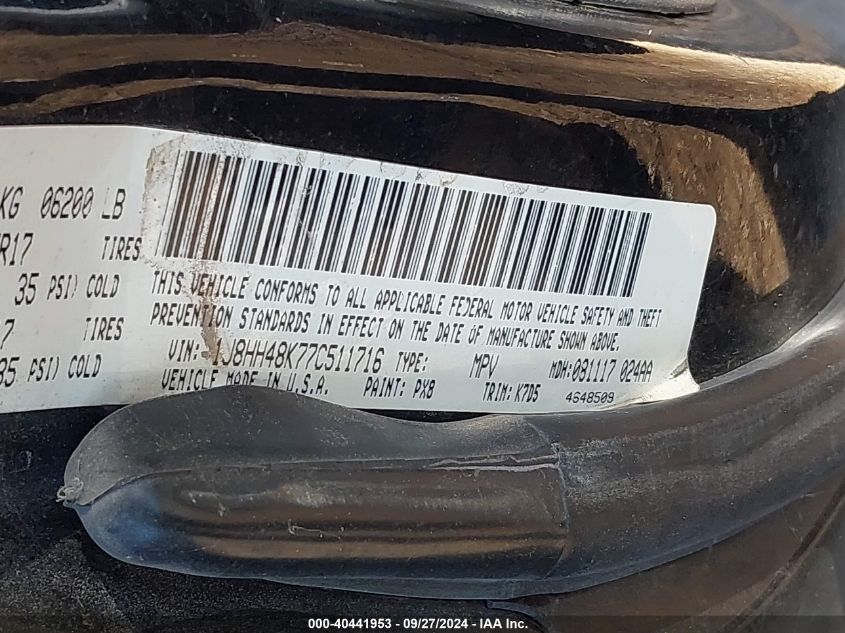 KG 06200 LB
R17 TIRES
35 PSI) COLD
7 TIRES
35 PSI) COLD
THIS VEHICLE CONFORMS TO ALL APPLICABLE FEDERAL MOTOR VEHICLE SAFETY AND THEFT
PREVENTION STANDARDS IN EFFECT ON THE DATE OF MANUFACTURE SHOWN ABOVE.
VIN: 1J8HH48K77C511716 TYPE: MPV MDH:081117 024AA
VEHICLE MADE IN U.S.A. PAINT: PX8 TRIM: K7D5 4648509
000-40441953 / 09/27/2024 - IAA Inc.